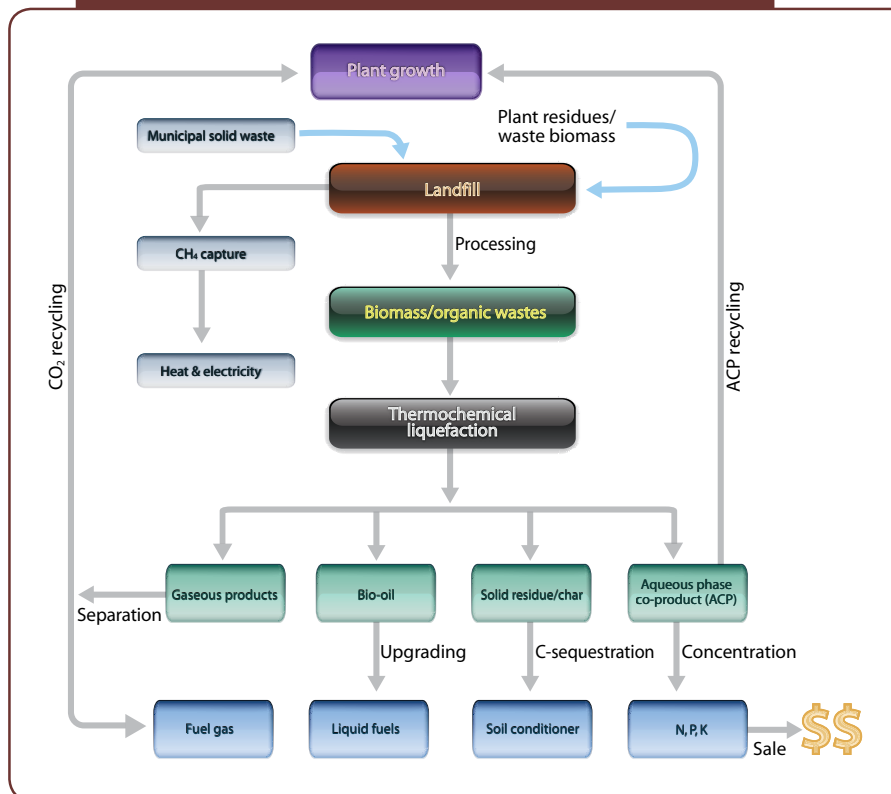 Plant growth
Municipal solid waste
Plant residues/
waste biomass
Landfill
Processing
CH₄ capture
Biomass/organic wastes
Heat & electricity
CO₂ recycling
ACP recycling
Thermochemical
liquefaction
Gaseous products
Bio-oil
Solid residue/char
Aqueous phase
co-product (ACP)
Separation
Upgrading
C-sequestration
Concentration
Fuel gas
Liquid fuels
Soil conditioner
N, P, K
Sale
$$